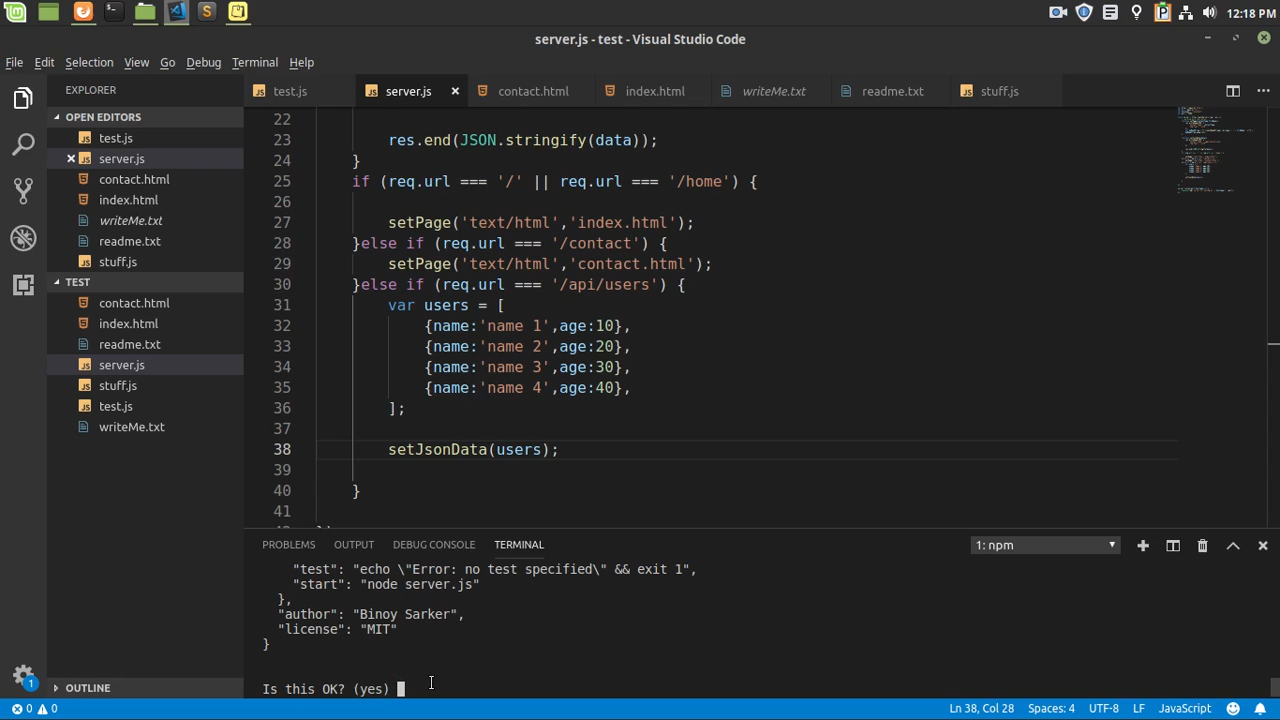 12:18 PM
server.js - test - Visual Studio Code
File Edit Selection View Go Debug Terminal Help
EXPLORER
test.js
server.js
contact.html
index.html
writeMe.txt
readme.txt
stuff.js
OPEN EDITORS
test.js
server.js
contact.html
index.html
writeMe.txt
readme.txt
stuff.js
TEST
contact.html
index.html
readme.txt
server.js
stuff.js
test.js
writeMe.txt
OUTLINE
22
23 res.end(JSON.stringify(data));
24 }
25 if (req.url === '/' || req.url === '/home') {
26
27 setPage('text/html','index.html');
28 }else if (req.url === '/contact') {
29 setPage('text/html','contact.html');
30 }else if (req.url === '/api/users') {
31 var users = [
32 {name:'name 1',age:10},
33 {name:'name 2',age:20},
34 {name:'name 3',age:30},
35 {name:'name 4',age:40},
36 ];
37
38 setJsonData(users);
39
40 }
41
PROBLEMS OUTPUT DEBUG CONSOLE TERMINAL 1: npm
"test": "echo \"Error: no test specified\" && exit 1",
"start": "node server.js"
},
"author": "Binoy Sarker",
"license": "MIT"
}
Is this OK? (yes)
1
0 0 Ln 38, Col 28 Spaces: 4 UTF-8 LF JavaScript